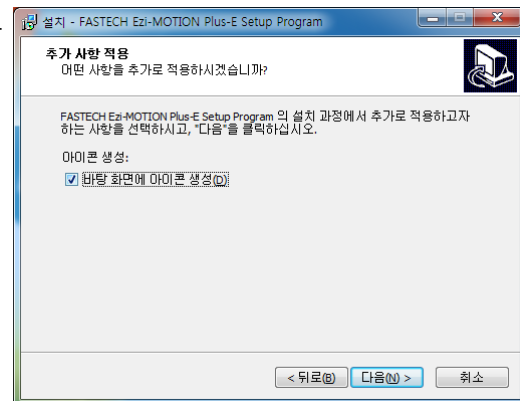 설치 - FASTECH Ezi-MOTION Plus-E Setup Program
추가 사항 적용
어떤 사항을 추가로 적용하시겠습니까?
FASTECH Ezi-MOTION Plus-E Setup Program 의 설치 과정에서 추가로 적용하고자
하는 사항을 선택하시고, "다음"을 클릭하십시오.
아이콘 생성:
바탕 화면에 아이콘 생성(D)
< 뒤로(B) 다음(N) > 취소